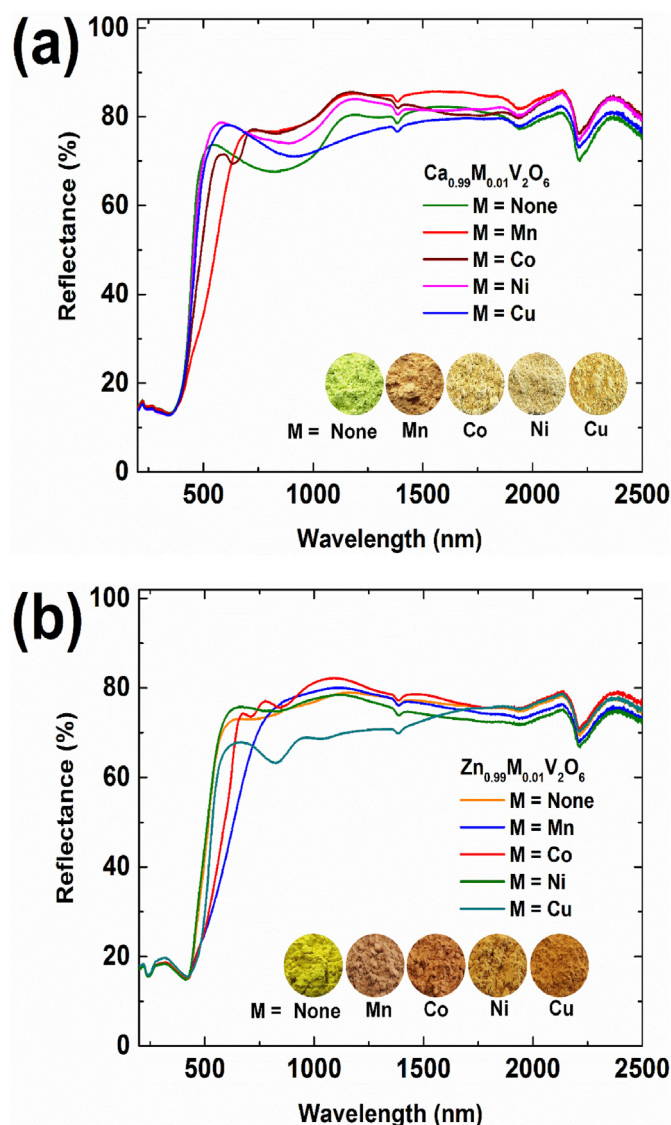 (a)
100
80
60
40
20
0
Reflectance (%)
Ca0.99M0.01V2O6
M = None
M = Mn
M = Co
M = Ni
M = Cu
M = None Mn Co Ni Cu
500 1000 1500 2000 2500
Wavelength (nm)
(b)
100
80
60
40
20
0
Reflectance (%)
Zn0.99M0.01V2O6
M = None
M = Mn
M = Co
M = Ni
M = Cu
M = None Mn Co Ni Cu
500 1000 1500 2000 2500
Wavelength (nm)